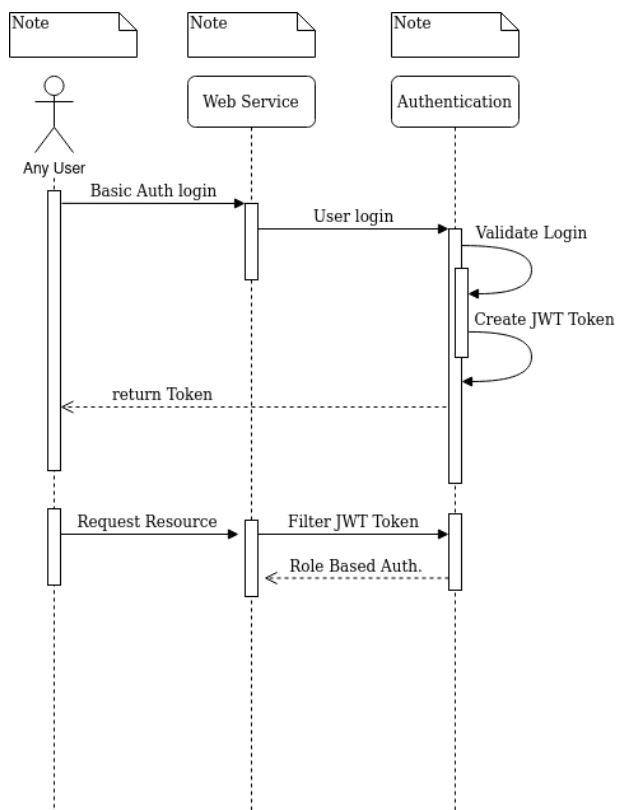 Note
Note
Note
Any User
Web Service
Authentication
Basic Auth login
User login
Validate Login
Create JWT Token
return Token
Request Resource
Filter JWT Token
Role Based Auth.